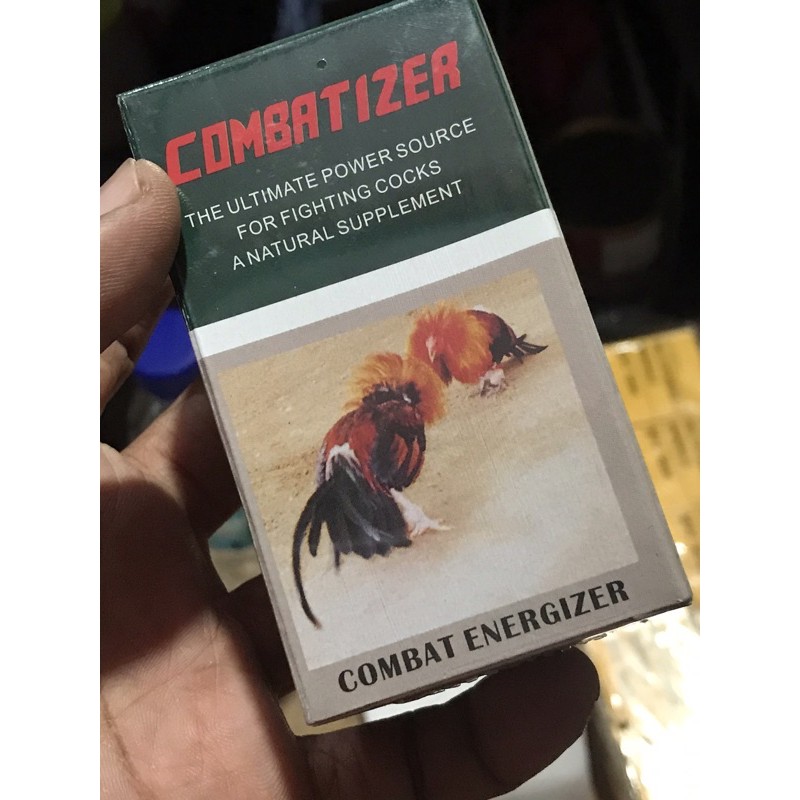 COMBATIZER
THE ULTIMATE POWER SOURCE
FOR FIGHTING COCKS
A NATURAL SUPPLEMENT
COMBAT ENERGIZER